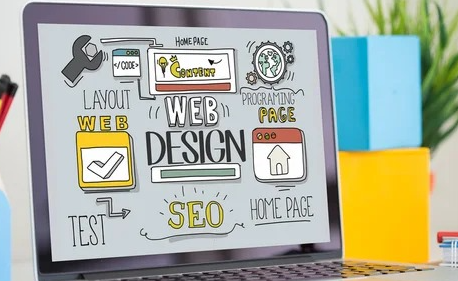 HOME PAGE
</CODE>
CONTENT
LAYOUT
WEB
PROGRAMING
PAGE
WEB
DESIGN
TEST
SEO
HOME PAGE